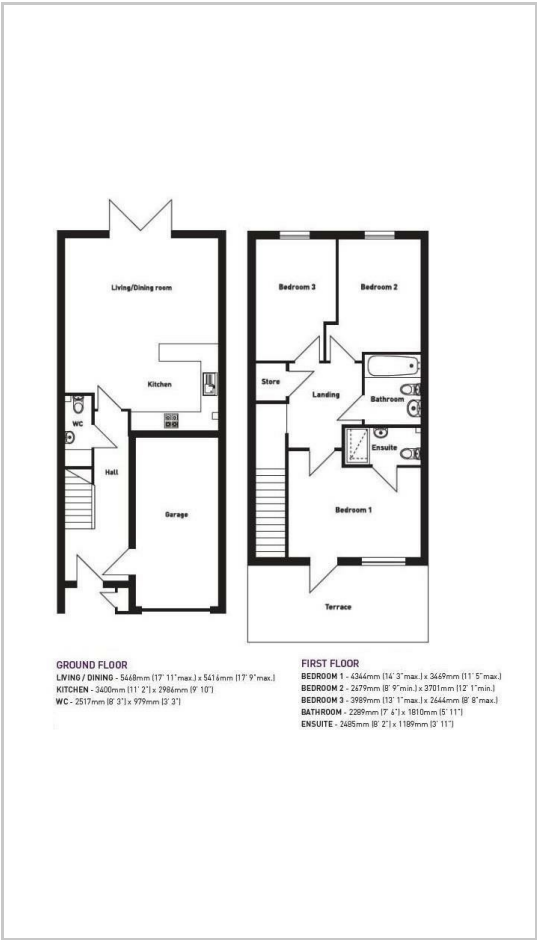 Living/Dining room
Kitchen
WC
Hall
Garage
Bedroom 3
Bedroom 2
Store
Landing
Bathroom
Ensuite
Bedroom 1
Terrace
GROUND FLOOR
LIVING / DINING - 5468mm (17' 11"max.) x 5416mm (17' 9"max.)
KITCHEN - 3400mm (11' 2") x 2986mm (9' 10")
WC - 2517mm (8' 3") x 979mm (3' 3")
FIRST FLOOR
BEDROOM 1 - 4344mm (14' 3"max.) x 3469mm (11' 5"max.)
BEDROOM 2 - 2679mm (8' 9"min.) x 3701mm (12' 1"min.)
BEDROOM 3 - 3989mm (13' 1"max.) x 2644mm (8' 8"max.)
BATHROOM - 2289mm (7' 6") x 1810mm (5' 11")
ENSUITE - 2485mm (8' 2") x 1189mm (3' 11")